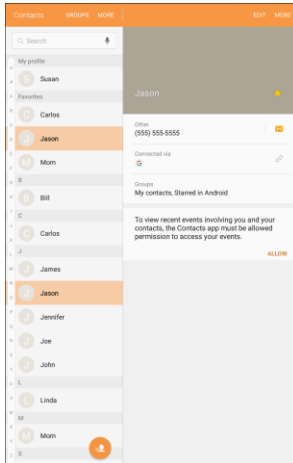 Contacts GROUPS MORE EDIT MORE
Search
My profile
S Susan
Favorites
C Carlos
J Jason
M Mom
B
B Bill
C
C Carlos
J
J James
J Jason
J Jennifer
J Joe
J John
L
L Linda
M
M Mom
S
Jason
Other
(555) 555-5555
Connected via
G
Groups
My contacts, Starred in Android
To view recent events involving you and your
contacts, the Contacts app must be allowed
permission to access your events.
ALLOW